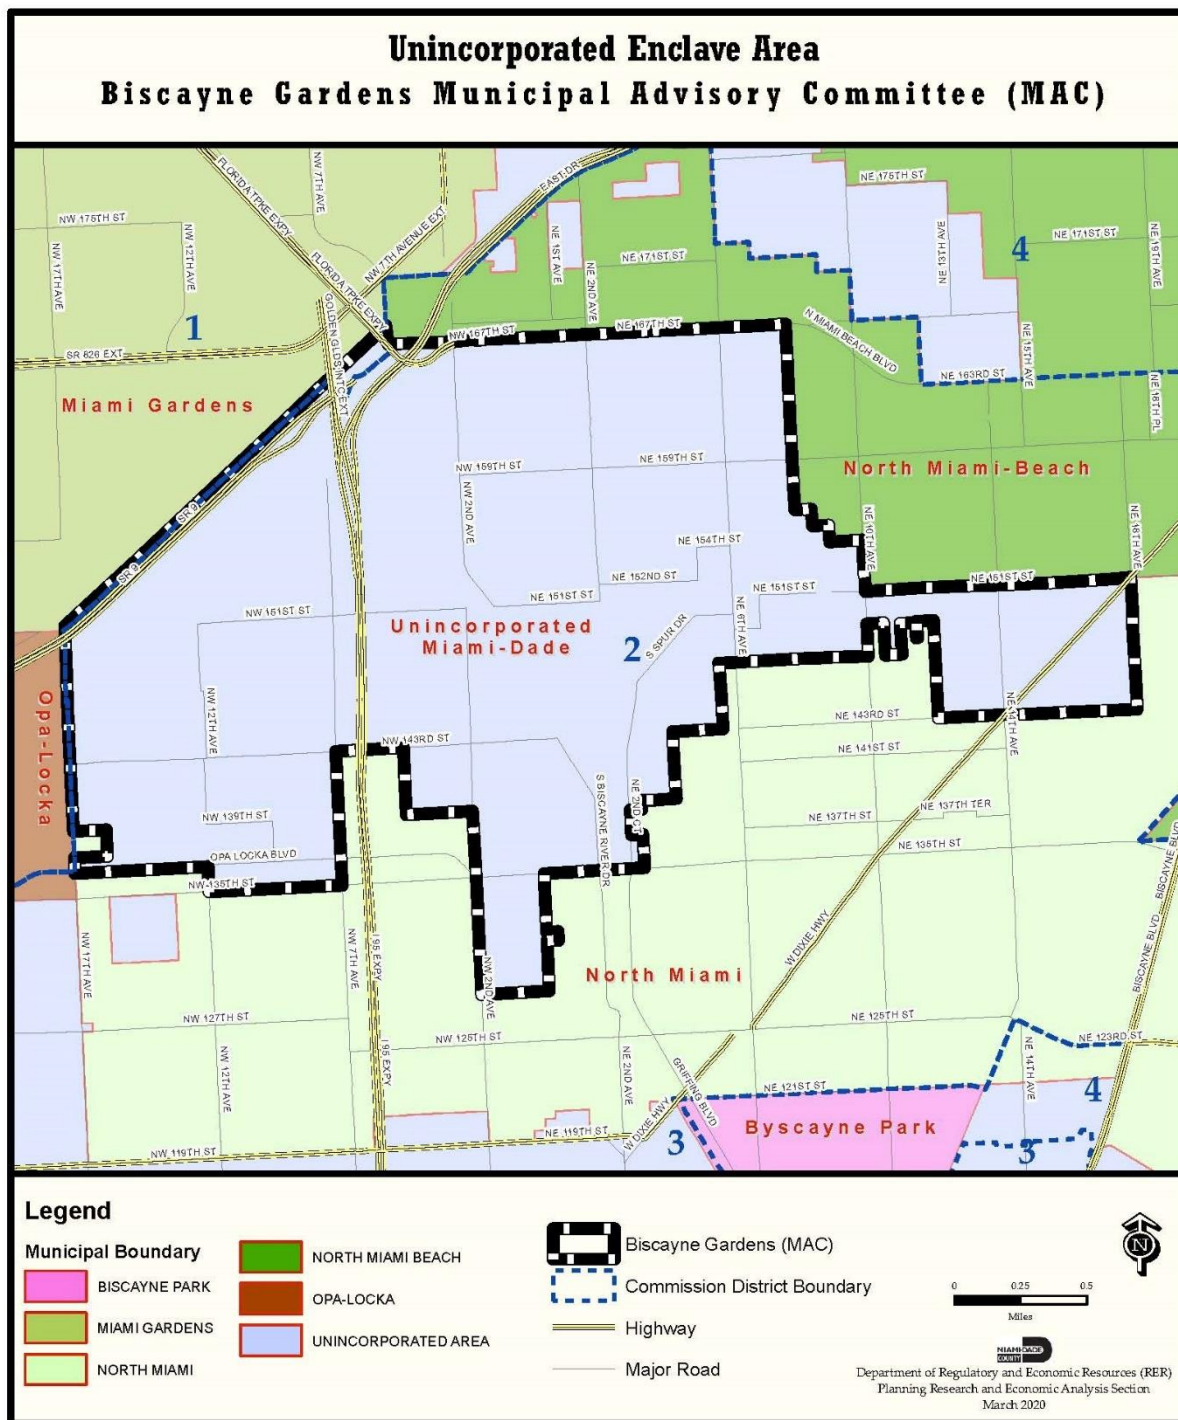 Unincorporated Enclave Area
Biscayne Gardens Municipal Advisory Committee (MAC)
FLORIDA TPKE EXPY
NW 7TH AVE
EAST DR
NE 175TH ST
NW 175TH ST
NW 17TH AVE
NW 12TH AVE
NW 7TH AVENUE EXT
FLORIDA TPKE EXPY
NE 1ST AVE
NE 2ND AVE
NE 171ST ST
NE 13TH AVE
4
NE 171ST ST
NE 19TH AVE
1
GOLDEN GLDS INTC EXT
NW 167TH ST
NE 167TH ST
N MIAMI BEACH BLVD
NE 15TH AVE
SR 826 EXT
NE 163RD ST
NE 18TH PL
Miami Gardens
NW 159TH ST
NE 159TH ST
North Miami-Beach
NW 2ND AVE
SR 9
SR 9
NE 154TH ST
NE 10TH AVE
NE 18TH AVE
NE 152ND ST
NE 151ST ST
NE 151ST ST
NE 151ST ST
NW 151ST ST
Unincorporated
Miami-Dade
2
S SPUR DR
NE 6TH AVE
Opa-Locka
NW 12TH AVE
NE 143RD ST
NE 14TH AVE
NW 143RD ST
NE 141ST ST
S BISCAYNE RIVER DR
NE 2ND CT
NW 139TH ST
NE 137TH ST
NE 137TH TER
OPA LOCKA BLVD
NE 135TH ST
NW 135TH ST
BISCAYNE BLVD
NW 17TH AVE
NW 7TH AVE
I 95 EXPY
NW 2ND AVE
W DIXIE HWY
BISCAYNE BLVD
North Miami
NW 127TH ST
NE 125TH ST
NW 125TH ST
NE 123RD ST
NW 12TH AVE
I 95 EXPY
NE 2ND AVE
GRIFFING BLVD
NE 14TH AVE
NE 121ST ST
4
W DIXIE HWY
Byscayne Park
NE 119TH ST
3
3
NW 119TH ST
Legend
Municipal Boundary
BISCAYNE PARK
MIAMI GARDENS
NORTH MIAMI
NORTH MIAMI BEACH
OPA-LOCKA
UNINCORPORATED AREA
Biscayne Gardens (MAC)
Commission District Boundary
Highway
Major Road
N
0 0.25 0.5
Miles
MIAMI-DADE
COUNTY
Department of Regulatory and Economic Resources (RER)
Planning Research and Economic Analysis Section
March 2020